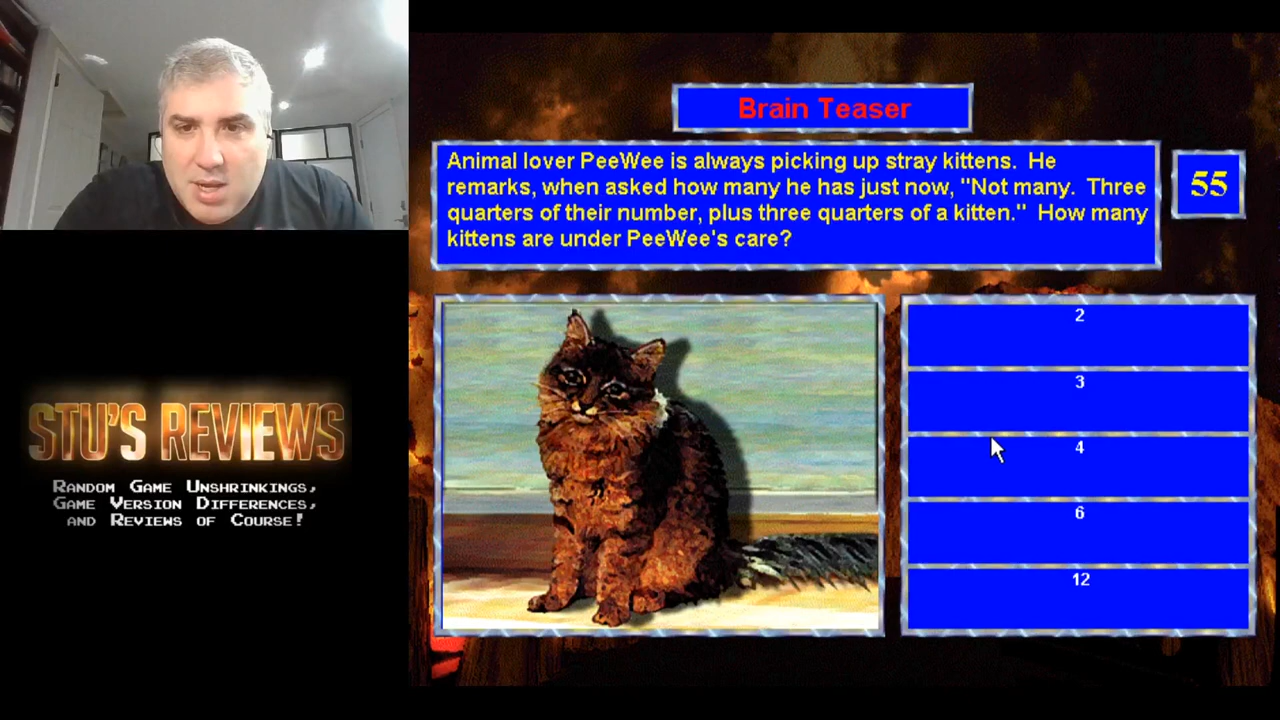 Brain Teaser
Animal lover PeeWee is always picking up stray kittens.  He
remarks, when asked how many he has just now, "Not many.  Three
quarters of their number, plus three quarters of a kitten."  How many
kittens are under PeeWee's care?
55
2
3
4
6
12
STU'S REVIEWS
Random Game Unshrinkings,
Game Version Differences,
and Reviews of Course!